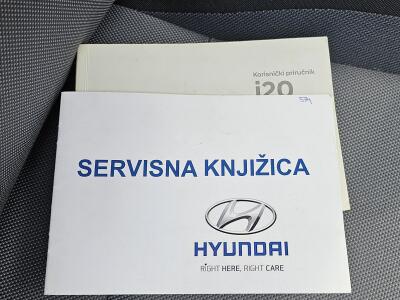 Korisnički priručnik
i20
SERVISNA KNJIŽICA
HYUNDAI
RIGHT HERE, RIGHT CARE